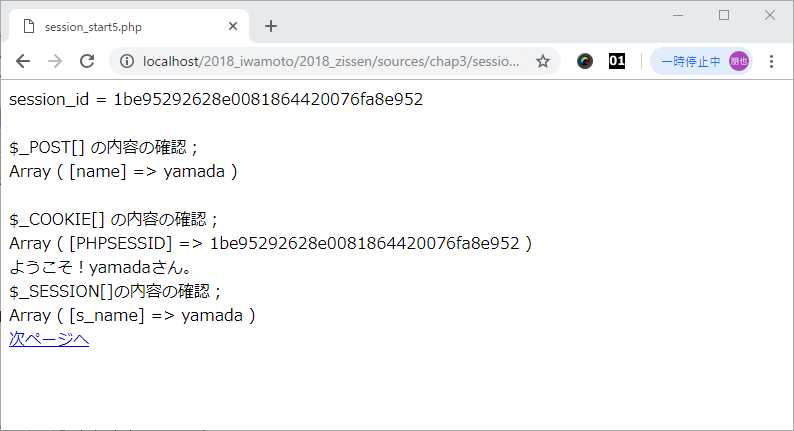 session_start5.php
localhost/2018_iwamoto/2018_zissen/sources/chap3/sessio...
01
一時停止中
朋也
session_id = 1be95292628e0081864420076fa8e952
$_POST[] の内容の確認；
Array ( [name] => yamada )
$_COOKIE[] の内容の確認；
Array ( [PHPSESSID] => 1be95292628e0081864420076fa8e952 )
ようこそ！yamadaさん。
$_SESSION[]の内容の確認；
Array ( [s_name] => yamada )
次ページへ